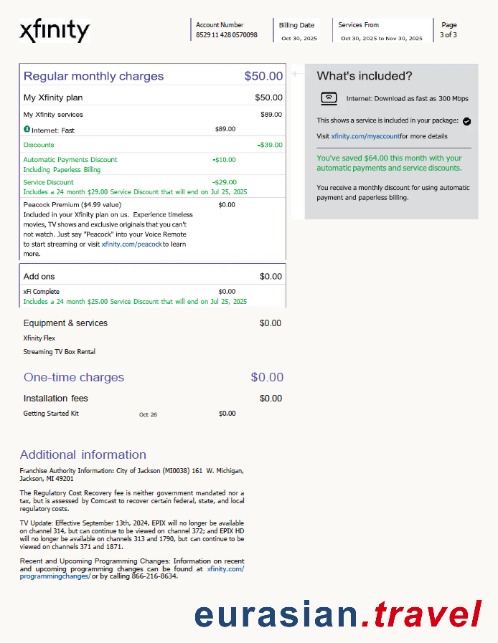 xfinity
Account Number
8529 11 428 0570098
Billing Date
Oct 30, 2025
Services From
Oct 30, 2025 to Nov 30, 2025
Page
3 of 3
Regular monthly charges $50.00
My Xfinity plan $50.00
My Xfinity services $89.00
Internet: Fast $89.00
Discounts -$39.00
Automatic Payments Discount -$10.00
Including Paperless Billing
Service Discount -$29.00
Includes a 24 month $29.00 Service Discount that will end on Jul 25, 2025
Peacock Premium ($4.99 value) $0.00
Included in your Xfinity plan on us. Experience timeless
movies, TV shows and exclusive originals that you can't
not watch. Just say "Peacock" into your Voice Remote
to start streaming or visit xfinity.com/peacock to learn
more.
Add ons $0.00
xFi Complete $0.00
Includes a 24 month $25.00 Service Discount that will end on Jul 25, 2025
Equipment & services $0.00
Xfinity Flex
Streaming TV Box Rental
One-time charges $0.00
Installation fees $0.00
Getting Started Kit Oct 26 $0.00
Additional information
Franchise Authority Information: City of Jackson (MI0038) 161 W. Michigan,
Jackson, MI 49201
The Regulatory Cost Recovery fee is neither government mandated nor a
tax, but is assessed by Comcast to recover certain federal, state, and local
regulatory costs.
TV Update: Effective September 13th, 2024, EPIX will no longer be available
on channel 314, but can continue to be viewed on channel 372; and EPIX HD
will no longer be available on channels 313 and 1790, but can continue to be
viewed on channels 371 and 1871.
Recent and Upcoming Programming Changes: Information on recent
and upcoming programming changes can be found at xfinity.com/
programmingchanges/ or by calling 866-216-8634.
What's included?
Internet: Download as fast as 300 Mbps
This shows a service is included in your package:
Visit xfinity.com/myaccount for more details
You've saved $64.00 this month with your
automatic payments and service discounts.
You receive a monthly discount for using automatic
payment and paperless billing.
eurasian.travel